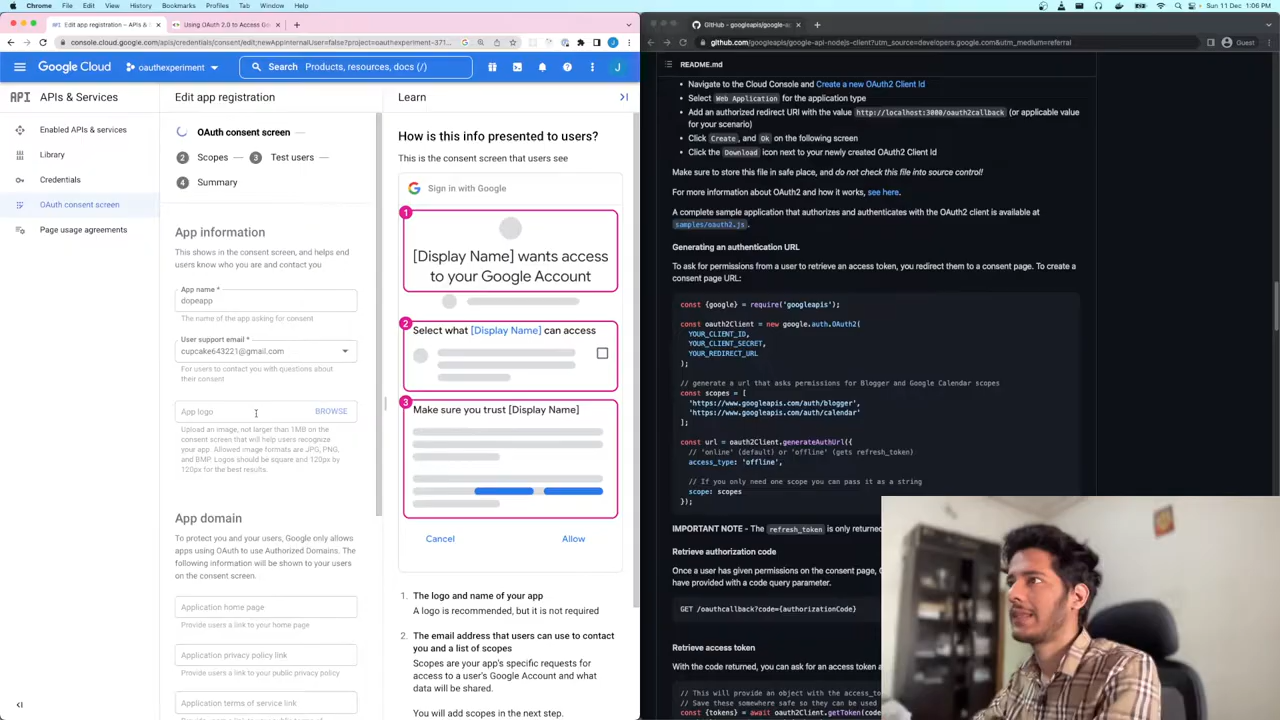 Chrome File Edit View History Bookmarks Profiles Tab Window Help
Sun 11 Dec 1:06 PM
Edit app registration – APIs &
Using OAuth 2.0 to Access Go
console.cloud.google.com/apis/credentials/consent/edit;newAppInternalUser=false?project=oauthexperiment-371...
Google Cloud
oauthexperiment
Search Products, resources, docs (/)
J
API APIs & Services
Enabled APIs & services
Library
Credentials
OAuth consent screen
Page usage agreements
Edit app registration
OAuth consent screen
2 Scopes
3 Test users
4 Summary
App information
This shows in the consent screen, and helps end
users know who you are and contact you
App name *
dopeapp
The name of the app asking for consent
User support email *
cupcake643221@gmail.com
For users to contact you with questions about
their consent
App logo
BROWSE
Upload an image, not larger than 1MB on the
consent screen that will help users recognize
your app. Allowed image formats are JPG, PNG,
and BMP. Logos should be square and 120px by
120px for the best results.
App domain
To protect you and your users, Google only allows
apps using OAuth to use Authorized Domains. The
following information will be shown to your users
on the consent screen.
Application home page
Provides users a link to your home page
Application privacy policy link
Provides users a link to your public privacy policy
Application terms of service link
Learn
How is this info presented to users?
This is the consent screen that users see
Sign in with Google
1
[Display Name] wants access
to your Google Account
2
Select what [Display Name] can access
3
Make sure you trust [Display Name]
Cancel
Allow
1. The logo and name of your app
A logo is recommended, but it is not required
2. The email address that users can use to contact
you and a list of scopes
Scopes are your app's specific requests for
access to a user's Google Account and what
data will be shared.
You will add scopes in the next step.
GitHub - googleapis/google-a
github.com/googleapis/google-api-nodejs-client?utm_source=developers.google.com&utm_medium=referral
Guest
README.md
Navigate to the Cloud Console and Create a new OAuth2 Client Id
Select Web Application for the application type
Add an authorized redirect URI with the value http://localhost:3000/oauth2callback (or applicable value
for your scenario)
Click Create, and Ok on the following screen
Click the Download icon next to your newly created OAuth2 Client Id
Make sure to store this file in safe place, and do not check this file into source control!
For more information about OAuth2 and how it works, see here.
A complete sample application that authorizes and authenticates with the OAuth2 client is available at
samples/oauth2.js.
Generating an authentication URL
To ask for permissions from a user to retrieve an access token, you redirect them to a consent page. To create a
consent page URL:
const {google} = require('googleapis');
const oauth2Client = new google.auth.OAuth2(
YOUR_CLIENT_ID,
YOUR_CLIENT_SECRET,
YOUR_REDIRECT_URL
);
// generate a url that asks permissions for Blogger and Google Calendar scopes
const scopes = [
'https://www.googleapis.com/auth/blogger',
'https://www.googleapis.com/auth/calendar'
];
const url = oauth2Client.generateAuthUrl({
// 'online' (default) or 'offline' (gets refresh_token)
access_type: 'offline',
// If you only need one scope you can pass it as a string
scope: scopes
});
IMPORTANT NOTE - The refresh_token is only returned
Retrieve authorization code
Once a user has given permissions on the consent page,
have provided with a code query parameter.
GET /oauthcallback?code={authorizationCode}
Retrieve access token
With the code returned, you can ask for an access token
// This will provide an object with the access_to
// Save these somewhere safe so they can be used
const {tokens} = await oauth2Client.getToken(code